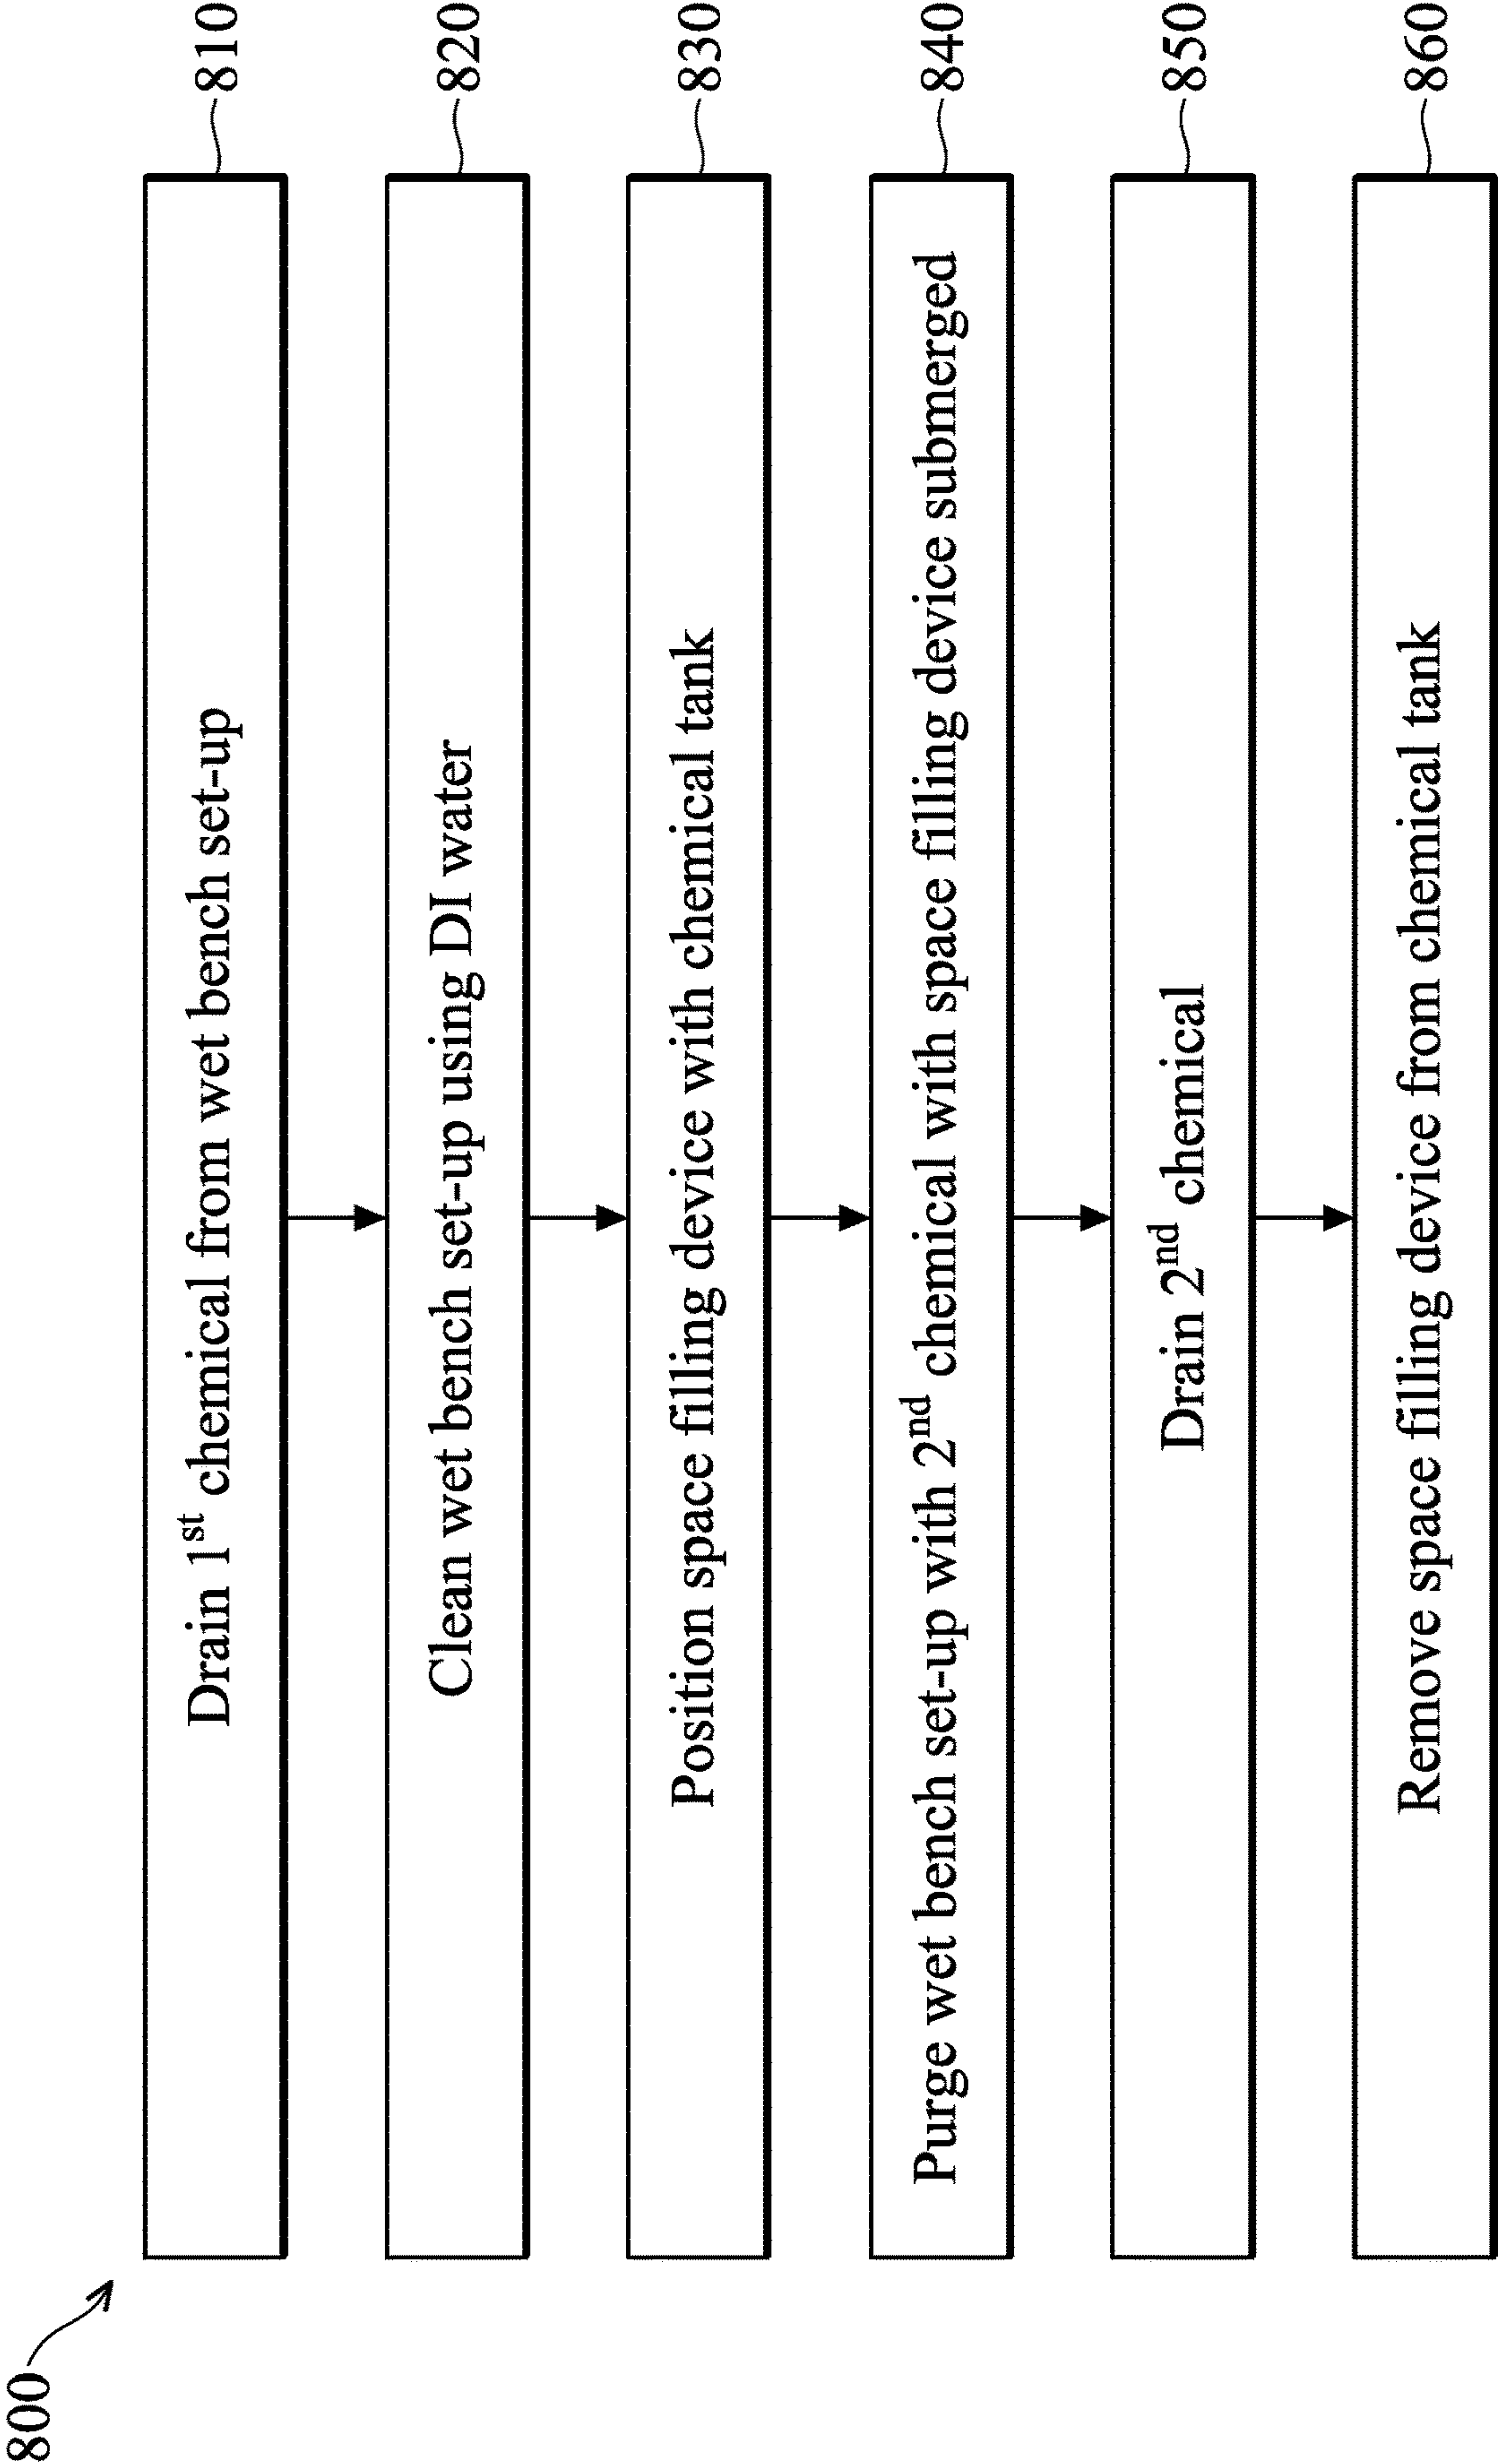 800
Drain 1st chemical from wet bench set-up
810
Clean wet bench set-up using DI water
820
Position space filling device with chemical tank
830
Purge wet bench set-up with 2nd chemical with space filling device submerged
840
Drain 2nd chemical
850
Remove space filling device from chemical tank
860